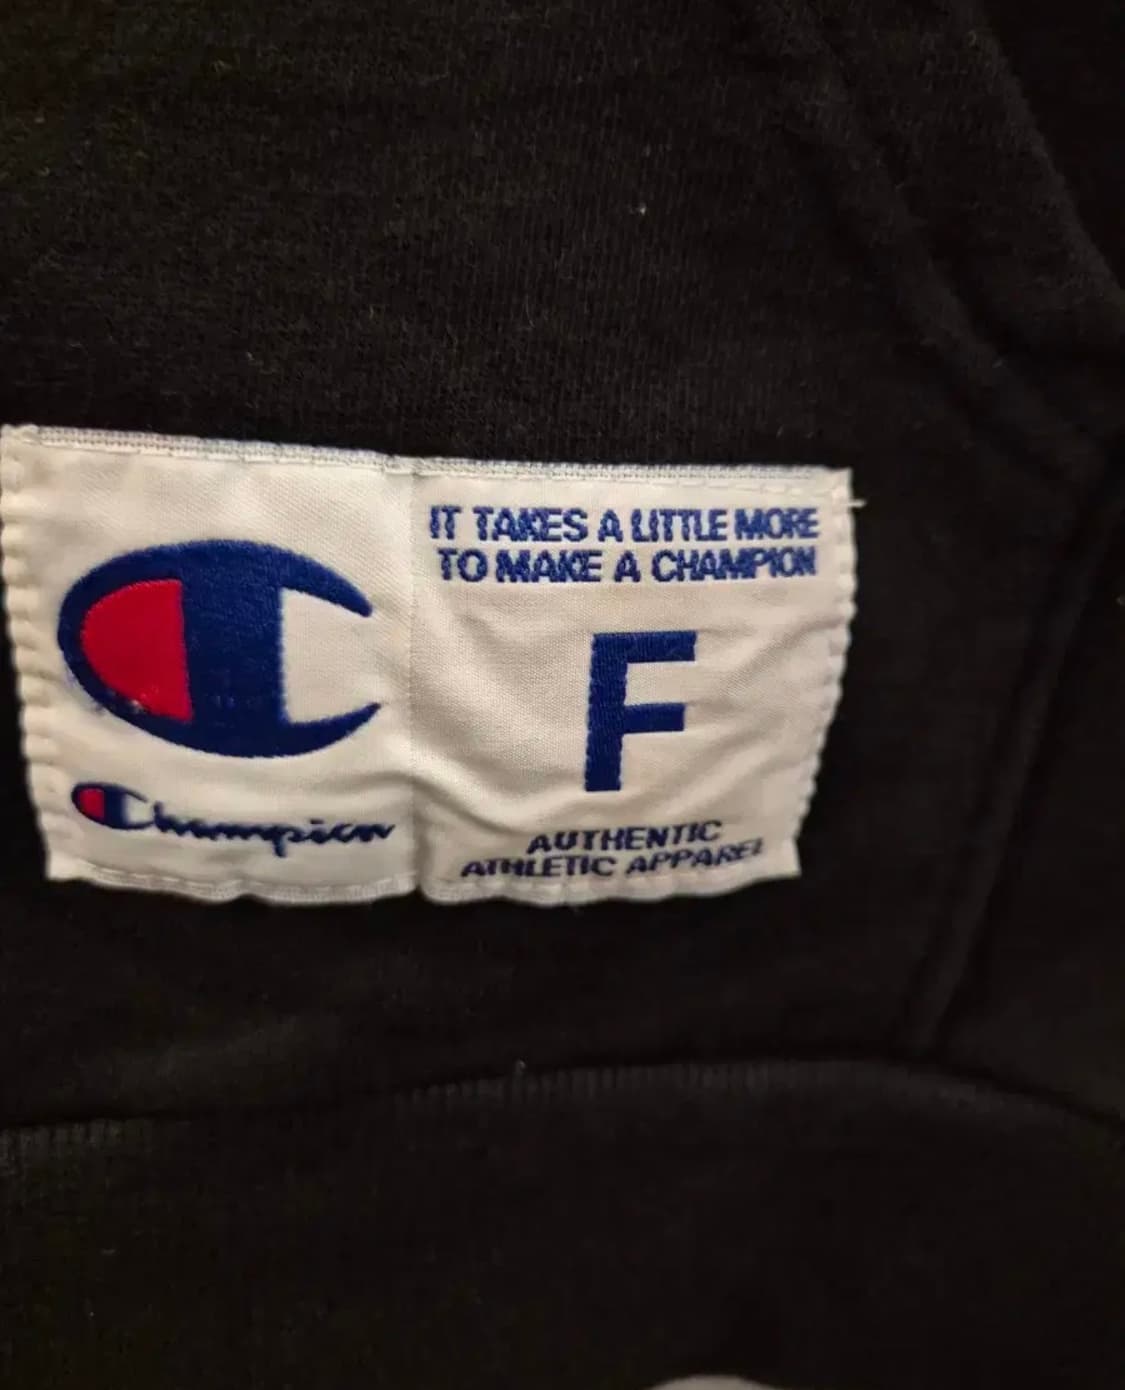 Champion
IT TAKES A LITTLE MORE
TO MAKE A CHAMPION
F
AUTHENTIC
ATHLETIC APPAREL